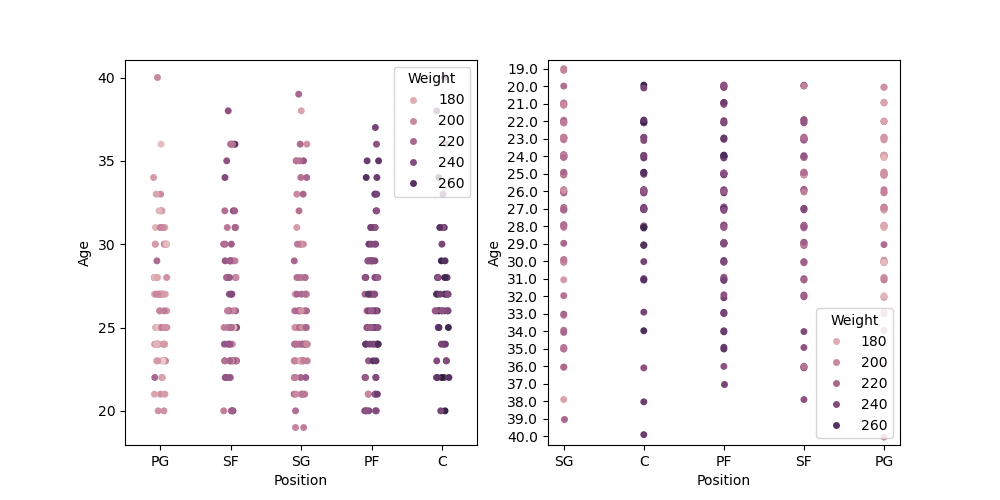 Age
40
35
30
25
20
PG
SF
SG
PF
C
Position
Weight
180
200
220
240
260
Age
19.0
20.0
21.0
22.0
23.0
24.0
25.0
26.0
27.0
28.0
29.0
30.0
31.0
32.0
33.0
34.0
35.0
36.0
37.0
38.0
39.0
40.0
SG
C
PF
SF
PG
Position
Weight
180
200
220
240
260